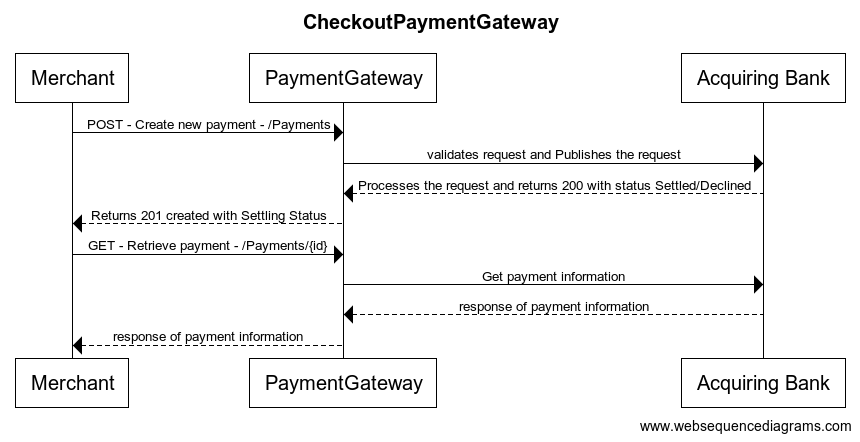 CheckoutPaymentGateway
Merchant
PaymentGateway
Acquiring Bank
POST - Create new payment - /Payments
validates request and Publishes the request
Processes the request and returns 200 with status Settled/Declined
Returns 201 created with Settling Status
GET - Retrieve payment - /Payments/{id}
Get payment information
response of payment information
response of payment information
Merchant
PaymentGateway
Acquiring Bank
www.websequencediagrams.com